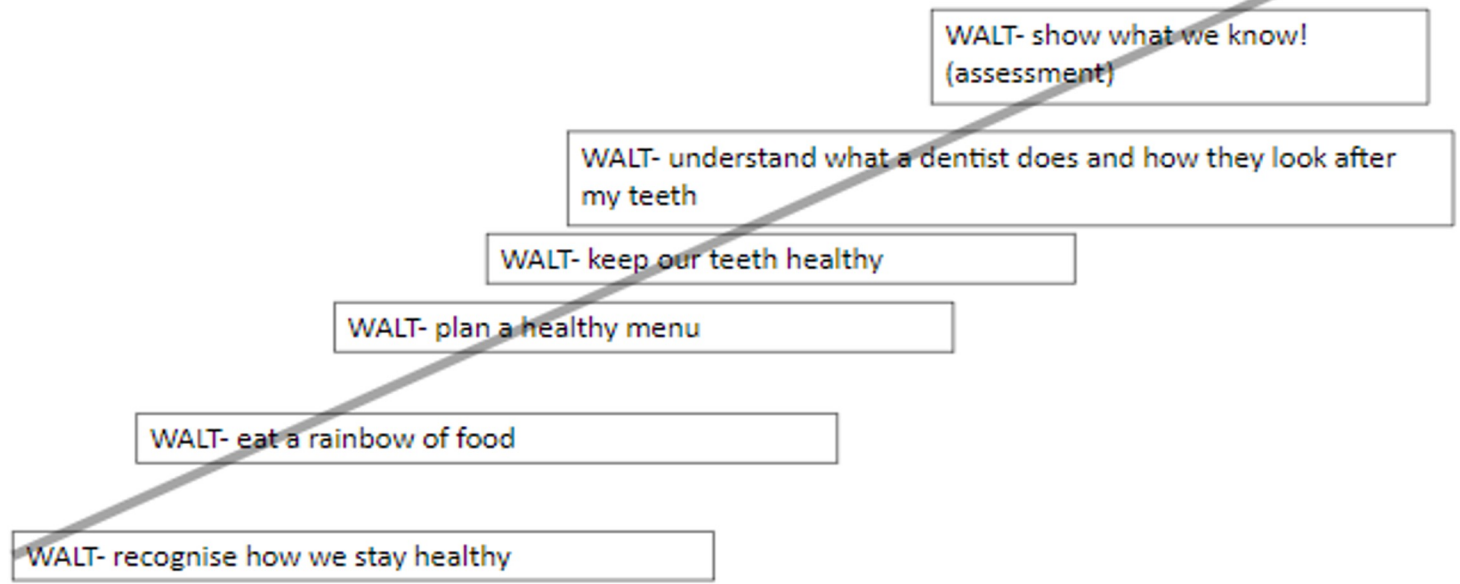 WALT- show what we know!
(assessment)
WALT- understand what a dentist does and how they look after
my teeth
WALT- keep our teeth healthy
WALT- plan a healthy menu
WALT- eat a rainbow of food
WALT- recognise how we stay healthy